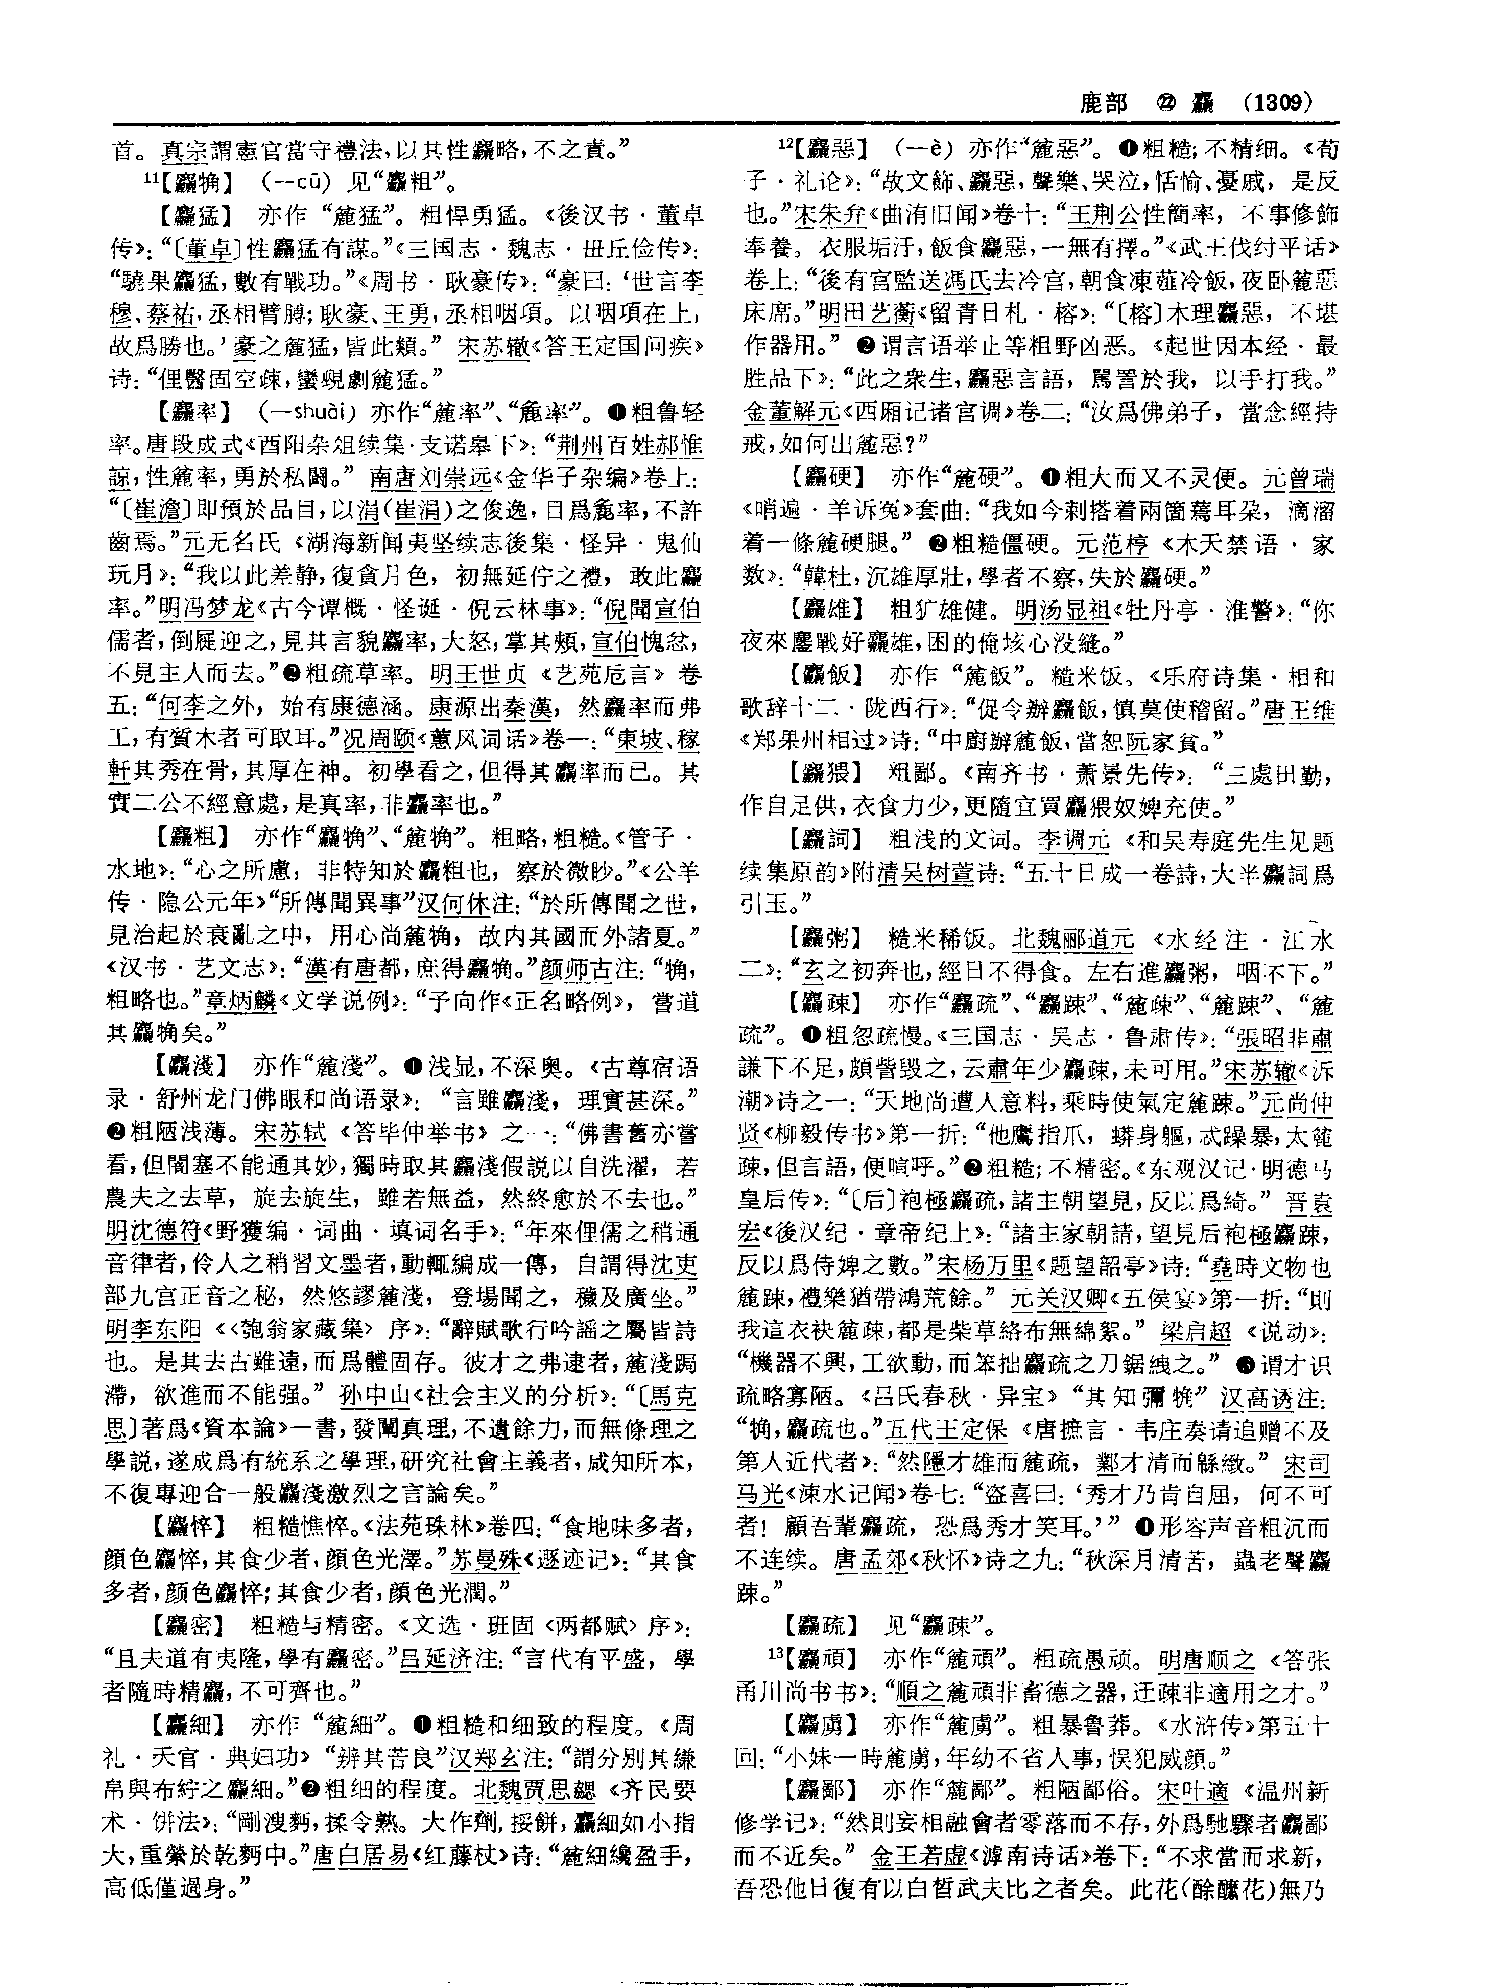 鹿部 ㉒ 麤 (1309)
首。真宗謂憲官當守禮法,以其性麤略,不之責。”
11【麤觕】 (—cū) 见“麤粗”。
【麤猛】 亦作 “麄猛”。粗悍勇猛。《後汉书·董卓
传》:“〔董卓〕性麤猛有謀。”《三国志·魏志·毌丘俭传》:
“驍果麤猛,數有戰功。”《周书·耿豪传》:“豪曰:‘世言李
穆、蔡祐,丞相臂膊;耿豪、王勇,丞相咽項。以咽項在上,
故爲勝也。’豪之麄猛,皆此類。” 宋苏辙《答王定国问疾》
诗:“俚醫固空疎,蠻覡劇麄猛。”
【麤率】 (—shuài) 亦作“麄率”、“麁率”。❶粗鲁轻
率。唐段成式《酉阳杂俎续集·支诺皋下》:“荆州百姓郝惟
諒,性麄率,勇於私闘。” 南唐刘崇远《金华子杂编》卷上:
“〔崔澹〕即預於品目,以涓(崔涓)之俊逸,目爲麁率,不許
齒焉。”元无名氏《湖海新闻夷坚续志後集·怪异·鬼仙
玩月》:“我以此差静,復貪月色, 初無延佇之禮, 敢此麤
率。”明冯梦龙《古今谭概·怪诞·倪云林事》:“倪聞宣伯
儒者,倒屣迎之,見其言貌麤率,大怒,掌其頰,宣伯愧忿,
不見主人而去。”❷粗疏草率。明王世贞《艺苑卮言》卷
五:“何李之外, 始有康德涵。康源出秦漢, 然麤率而弗
工,有質木者可取耳。”况周颐《蕙风词话》卷一:“東坡、稼
軒其秀在骨,其厚在神。初學看之,但得其麤率而已。其
實二公不經意處,是真率,非麤率也。”
【麤粗】 亦作“麤觕”、“麄觕”。粗略,粗糙。《管子·
水地》:“心之所慮, 非特知於麤粗也, 察於微眇。”《公羊
传·隐公元年》“所傳聞異事”汉何休注:“於所傳聞之世,
見治起於衰亂之中, 用心尚麄觕, 故内其國而外諸夏。”
《汉书·艺文志》:“漢有唐都,庶得麤觕。”颜师古注:“觕,
粗略也。”章炳麟《文学说例》:“子向作《正名略例》, 嘗道
其麤觕矣。”
【麤淺】 亦作“麄淺”。❶浅显,不深奥。《古尊宿语
录·舒州龙门佛眼和尚语录》: “言雖麤淺, 理實甚深。”
❷粗陋浅薄。宋苏轼《答毕仲举书》之一:“佛書舊亦嘗
看,但闇塞不能通其妙,獨時取其麤淺假説以自洗濯, 若
農夫之去草, 旋去旋生, 雖若無益, 然終愈於不去也。”
明沈德符《野獲编·词曲·填词名手》:“年來俚儒之稍通
音律者,伶人之稍習文墨者,動輒編成一傳, 自謂得沈吏
部九宫正音之秘, 然悠謬麄淺, 登場聞之, 穢及廣坐。”
明李东阳《〈匏翁家藏集〉序》:“辭賦歌行吟謡之屬皆詩
也。是其去古雖遠,而爲體固存。彼才之弗逮者,麄淺跼
滯, 欲進而不能强。” 孙中山《社会主义的分析》:“〔馬克
思〕著爲《資本論》一書,發闡真理,不遺餘力,而無條理之
學説,遂成爲有統系之學理,研究社會主義者,咸知所本,
不復專迎合一般麤淺激烈之言論矣。”
【麤悴】 粗糙憔悴。《法苑珠林》卷四:“食地味多者,
顔色麤悴,其食少者,顔色光澤。”苏曼殊《遯迹记》:“其食
多者,颜色麤悴;其食少者,顔色光潤。”
【麤密】 粗糙与精密。《文选·班固〈两都赋〉序》:
“且夫道有夷隆,學有麤密。”吕延济注:“言代有平盛, 學
者隨時精麤,不可齊也。”
【麤細】 亦作 “麄細”。❶粗糙和细致的程度。《周
礼·天官·典妇功》 “辨其苦良”汉郑玄注:“謂分别其縑
帛與布紵之麤細。”❷粗细的程度。北魏贾思勰《齐民要
术·饼法》:“剛溲麪,揉令熟。大作劑,挼餅,麤細如小指
大,重縈於乾麪中。”唐白居易《红藤杖》诗:“麄細纔盈手,
高低僅過身。”
12【麤惡】 (—è) 亦作“麄惡”。❶粗糙;不精细。《荀
子·礼论》:“故文飾、麤惡,聲樂、哭泣,恬愉、憂戚, 是反
也。”宋朱弁《曲洧旧闻》卷十:“王荆公性簡率, 不事修飾
奉養。衣服垢汙,飯食麤惡,一無有擇。”《武王伐纣平话》
卷上:“後有宫監送馮氏去冷宫,朝食凍虀冷飯,夜卧麄惡
床席。”明田艺蘅《留青日札·榕》:“〔榕〕木理麤惡, 不堪
作器用。” ❷谓言语举止等粗野凶恶。《起世因本经·最
胜品下》:“此之衆生,麤惡言語, 罵詈於我, 以手打我。”
金董解元《西厢记诸宫调》卷二:“汝爲佛弟子, 當念經持
戒,如何出麄惡?”
【麤硬】 亦作“麄硬”。❶粗大而又不灵便。元曾瑞
《哨遍·羊诉冤》套曲:“我如今剌搭着兩箇蔫耳朵, 滴溜
着一條麄硬腿。” ❷粗糙僵硬。元范梈《木天禁语·家
数》:“韓杜,沉雄厚壯,學者不察,失於麤硬。”
【麤雄】 粗犷雄健。明汤显祖《牡丹亭·淮警》:“你
夜來鏖戰好麤雄,困的俺垓心没縫。”
【麤飯】 亦作 “麄飯”。糙米饭。《乐府诗集·相和
歌辞十二·陇西行》:“促令辦麤飯,慎莫使稽留。”唐王维
《郑果州相过》诗:“中廚辦麄飯,當恕阮家貧。”
【麤猥】 粗鄙。《南齐书·萧景先传》: “三處田勤,
作自足供,衣食力少,更隨宜買麤猥奴婢充使。”
【麤詞】 粗浅的文词。李调元《和吴寿庭先生见题
续集原韵》附清吴树萱诗:“五十日成一卷詩,大半麤詞爲
引玉。”
【麤粥】 糙米稀饭。北魏郦道元《水经注·江水
二》:“玄之初奔也,經日不得食。左右進麤粥, 咽不下。”
【麤疎】 亦作“麤疏”、“麤踈”、“麄疎”、“麄踈”、“麄
疏”。❶粗忽疏慢。《三国志·吴志·鲁肃传》:“張昭非肅
謙下不足,頗訾毁之,云肅年少麤疎,未可用。”宋苏辙《泝
潮》诗之一:“天地尚遭人意料,乘時使氣定麄踈。”元尚仲
贤《柳毅传书》第一折:“他鷹指爪, 蟒身軀,忒躁暴,太麄
疎,但言語,便喧呼。”❷粗糙;不精密。《东观汉记·明德马
皇后传》:“〔后〕袍極麤疏,諸主朝望見,反以爲綺。” 晋袁
宏《後汉纪·章帝纪上》:“諸主家朝請,望見后袍極麤踈,
反以爲侍婢之數。”宋杨万里《题望韶亭》诗:“堯時文物也
麄踈,禮樂猶帶鴻荒餘。” 元关汉卿《五侯宴》第一折:“則
我這衣袂麄疎,都是柴草絡布無綿絮。” 梁启超《说动》:
“機器不興,工欲動,而笨拙麤疏之刀鋸綫之。” ❸谓才识
疏略寡陋。《吕氏春秋·异宝》 “其知彌觕” 汉高诱注:
“觕,麤疏也。”五代王定保《唐摭言·韦庄奏请追赠不及
第人近代者》:“然隱才雄而麄疏, 鄴才清而緜緻。” 宋司
马光《涑水记闻》卷七:“盗喜曰:‘秀才乃肯自屈, 何不可
者! 顧吾輩麤疏, 恐爲秀才笑耳。’” ❹形容声音粗沉而
不连续。唐孟郊《秋怀》诗之九:“秋深月清苦, 蟲老聲麤
踈。”
【麤疏】 见“麤疎”。
13【麤頑】 亦作“麄頑”。粗疏愚顽。明唐顺之《答张
甬川尚书书》:“順之麄頑非畜德之器,迂疎非適用之才。”
【麤虜】 亦作“麄虜”。粗暴鲁莽。《水浒传》第五十
回:“小妹一時麄虜,年幼不省人事,悮犯威顔。”
【麤鄙】 亦作“麄鄙”。粗陋鄙俗。宋叶適《温州新
修学记》:“然則妄相融會者零落而不存,外爲馳驟者麤鄙
而不近矣。” 金王若虚《滹南诗话》卷下:“不求當而求新,
吾恐他日復有以白皙武夫比之者矣。此花(酴醿花)無乃